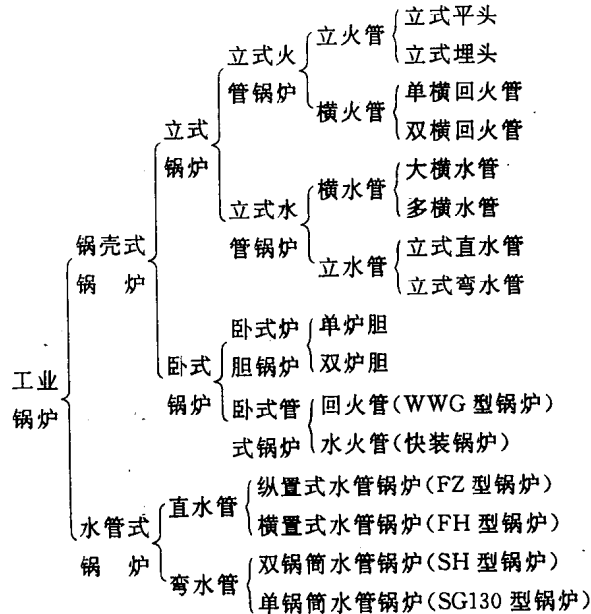 立式平头
立火管
立式火
立式埋头
管锅炉
单横回火管
横火管
双横回火管
立式
锅炉
大横水管
横水管
立式水
多横水管
管锅炉
立式直水管
锅壳式
立水管
锅 炉
立式弯水管
卧式炉
单炉胆
胆锅炉
双炉胆
卧式
工业
锅炉
卧式管
回火管(WWG型锅炉)
锅炉
式锅炉
水火管(快装锅炉)
纵置式水管锅炉(FZ型锅炉)
直水管
水管式
横置式水管锅炉(FH型锅炉)
锅 炉
双锅筒水管锅炉(SH型锅炉)
弯水管
单锅筒水管锅炉(SG130型锅炉)